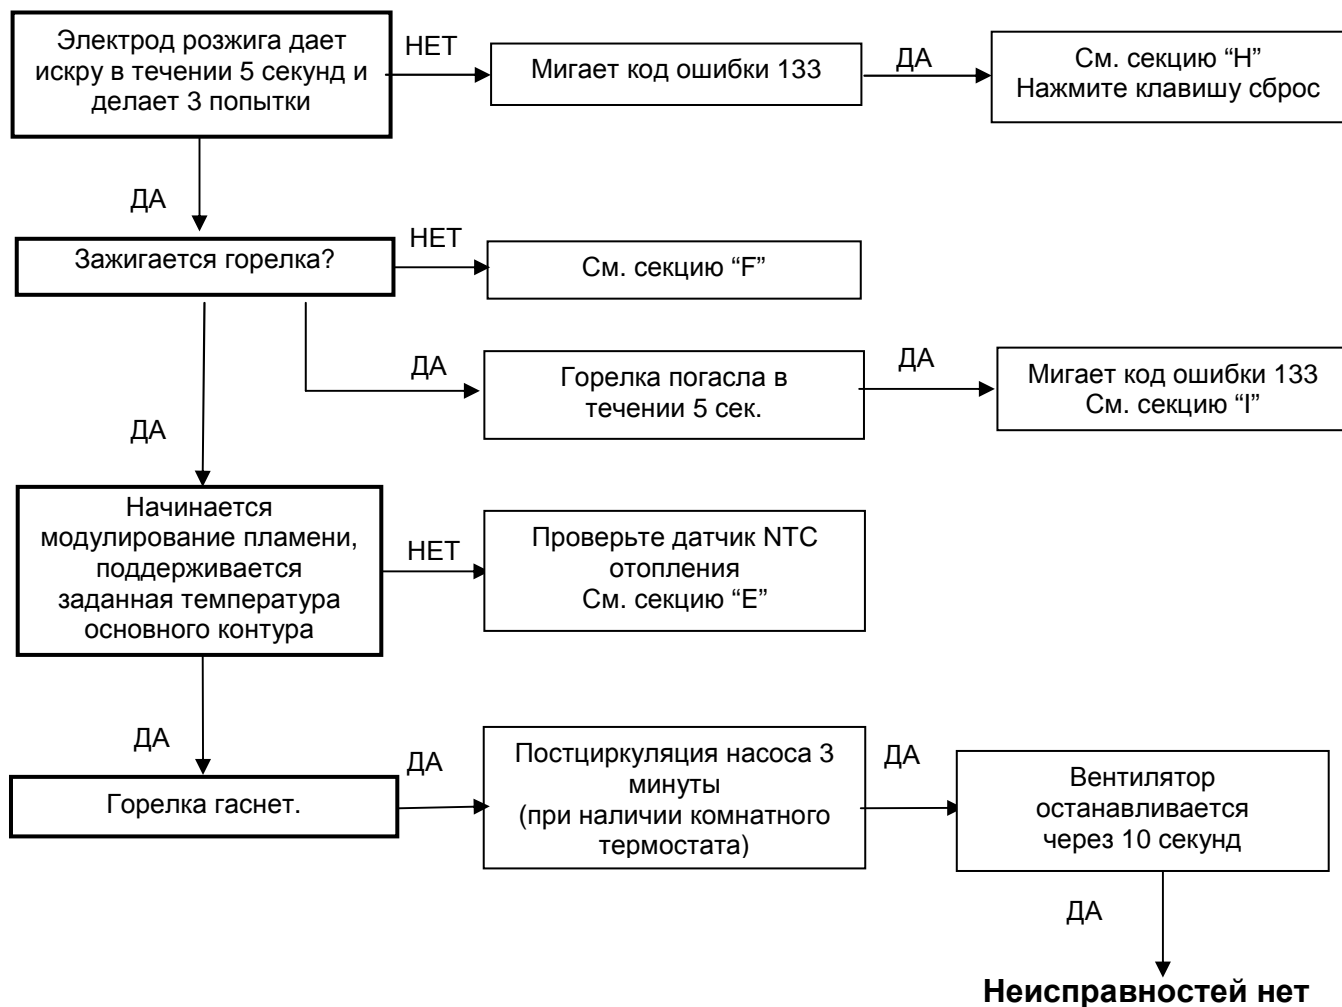 Электрод розжига дает
искру в течении 5 секунд и
делает 3 попытки
НЕТ
Мигает код ошибки 133
ДА
См. секцию “H”
Нажмите клавишу сброс
ДА
Зажигается горелка?
НЕТ
См. секцию “F”
ДА
Горелка погасла в
течении 5 сек.
ДА
Мигает код ошибки 133
См. секцию “I”
ДА
Начинается
модулирование пламени,
поддерживается
заданная температура
основного контура
НЕТ
Проверьте датчик NTC
отопления
См. секцию “E”
ДА
Горелка гаснет.
ДА
Постциркуляция насоса 3
минуты
(при наличии комнатного
термостата)
ДА
Вентилятор
останавливается
через 10 секунд
ДА
Неисправностей нет